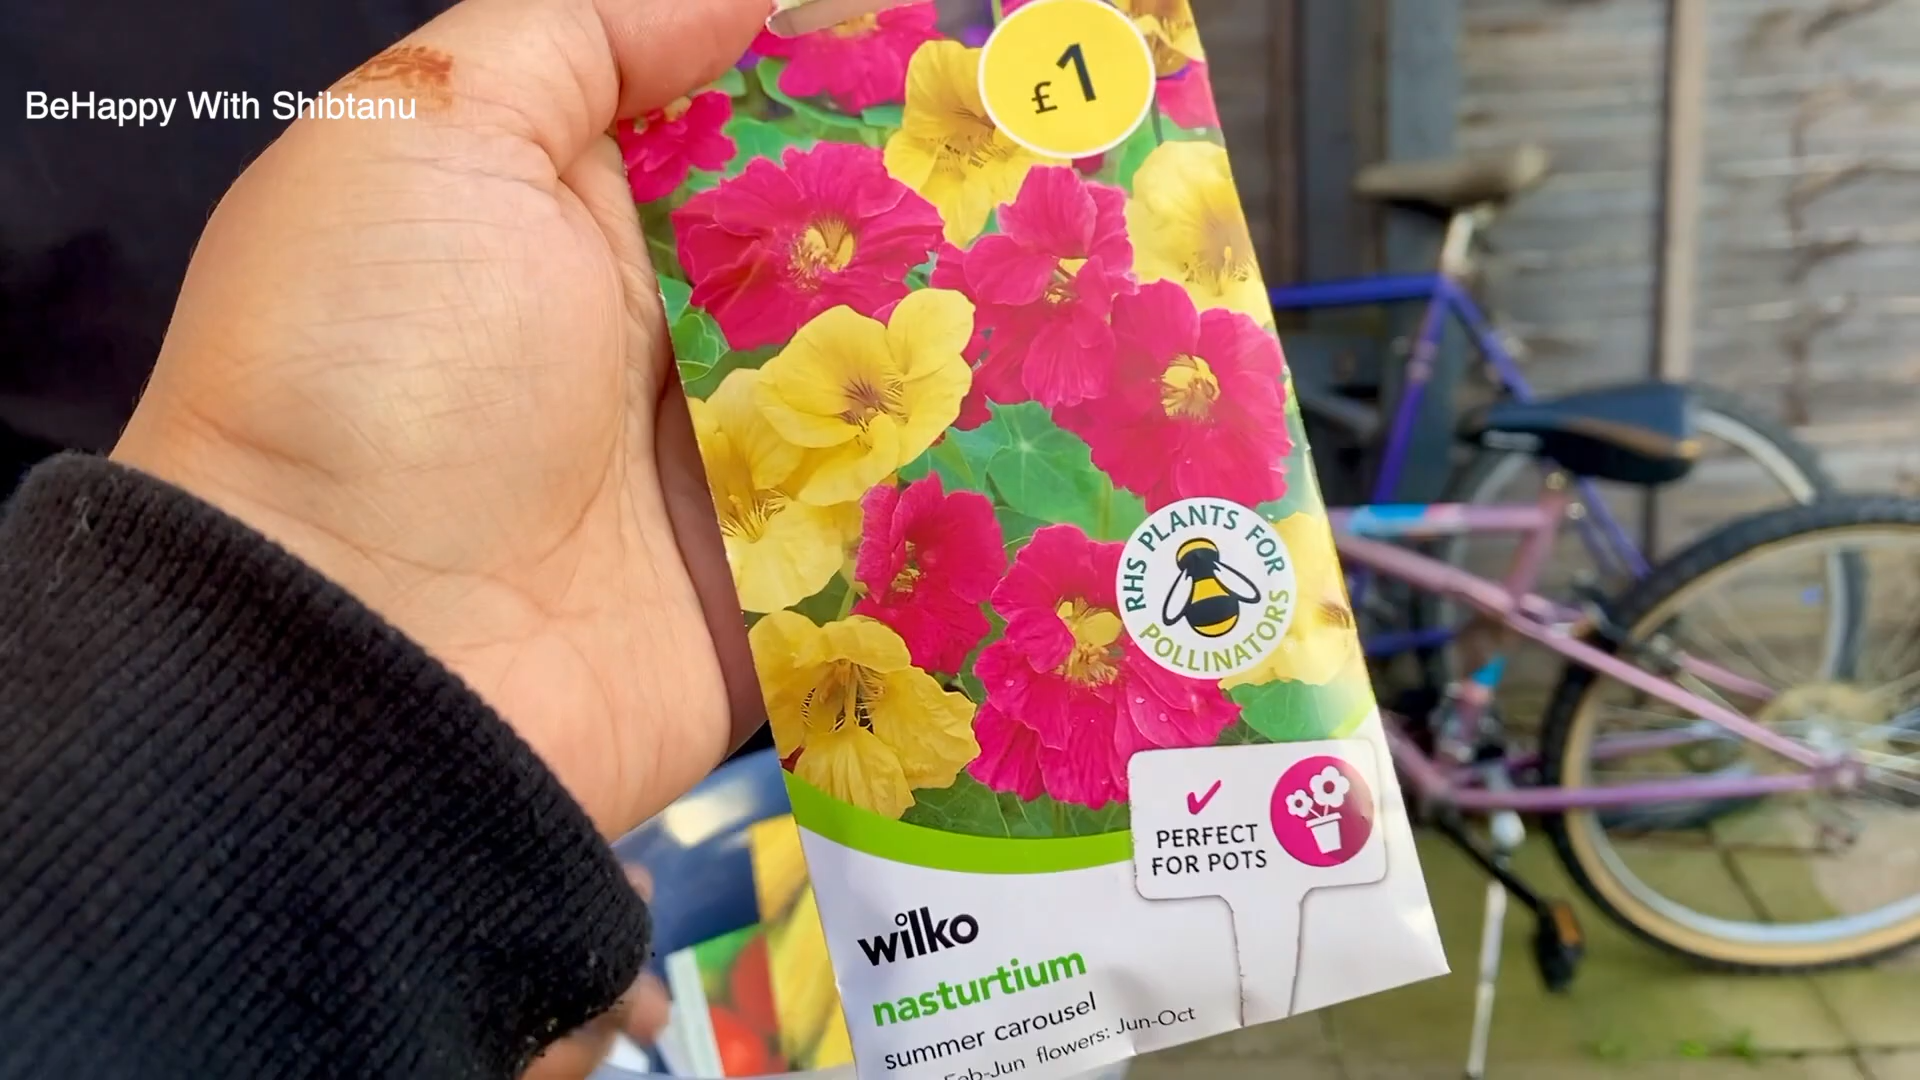 BeHappy With Shibtanu
£1
RHS PLANTS FOR
POLLINATORS
PERFECT
FOR POTS
wilko
nasturtium
summer carousel
Feb-Jun flowers: Jun-Oct